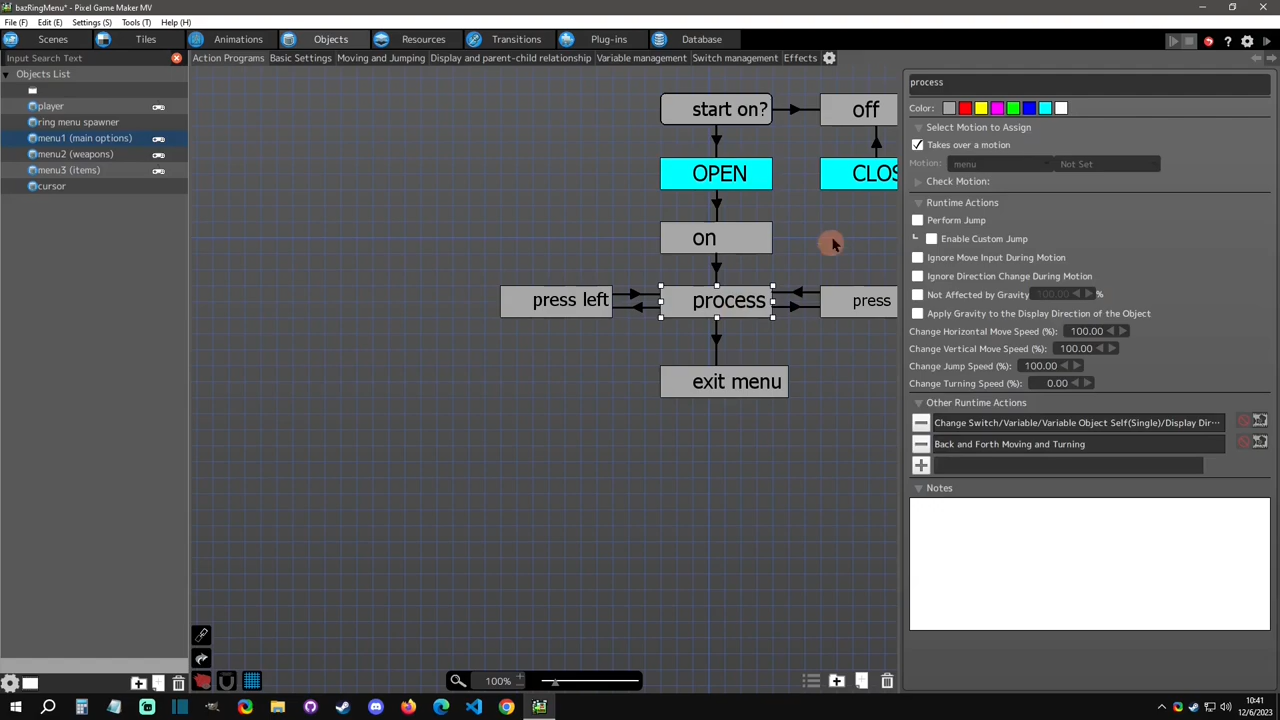 bazRingMenu* - Pixel Game Maker MV
File (F) Edit (E) Settings (S) Tools (T) Help (H)
Scenes Tiles Animations Objects Resources Transitions Plug-ins Database
Input Search Text
Action Programs Basic Settings Moving and Jumping Display and parent-child relationship Variable management Switch management Effects
Objects List
player
ring menu spawner
menu1 (main options)
menu2 (weapons)
menu3 (items)
cursor
start on?
off
OPEN
CLOS
on
press left
process
press
exit menu
100%
process
Color:
Select Motion to Assign
Takes over a motion
Motion: menu Not Set
Check Motion:
Runtime Actions
Perform Jump
Enable Custom Jump
Ignore Move Input During Motion
Ignore Direction Change During Motion
Not Affected by Gravity 100.00 %
Apply Gravity to the Display Direction of the Object
Change Horizontal Move Speed (%): 100.00
Change Vertical Move Speed (%): 100.00
Change Jump Speed (%): 100.00
Change Turning Speed (%): 0.00
Other Runtime Actions
Change Switch/Variable/Variable Object Self(Single)/Display Dir···
Back and Forth Moving and Turning
Notes
10:41
12/6/2023